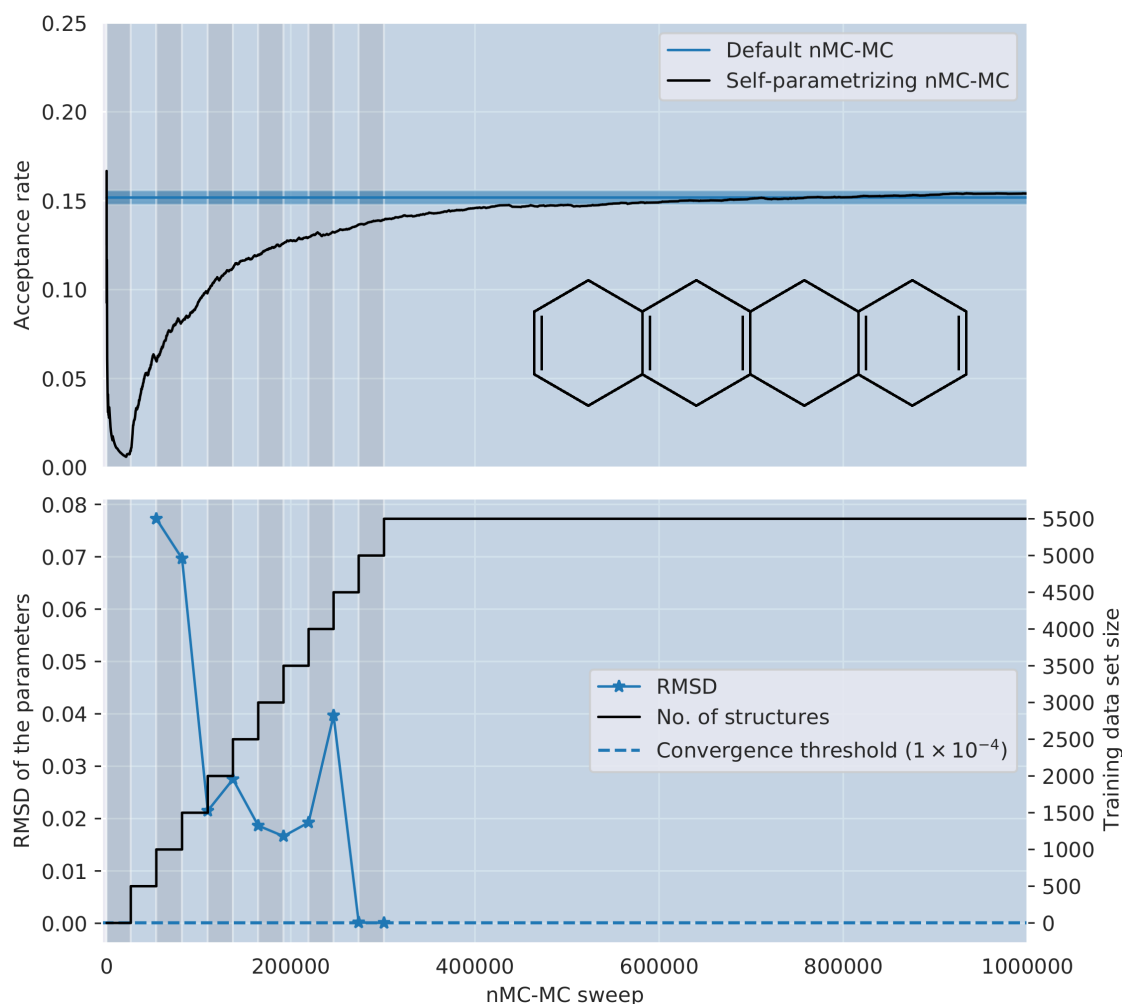 0.25
0.20
0.15
0.10
0.05
0.00
Acceptance rate
Default nMC-MC
Self-parametrizing nMC-MC
0.08
0.07
0.06
0.05
0.04
0.03
0.02
0.01
0.00
RMSD of the parameters
RMSD
No. of structures
Convergence threshold (1 × 10⁻⁴)
5500
5000
4500
4000
3500
3000
2500
2000
1500
1000
500
0
Training data set size
0 200000 400000 600000 800000 1000000
nMC-MC sweep